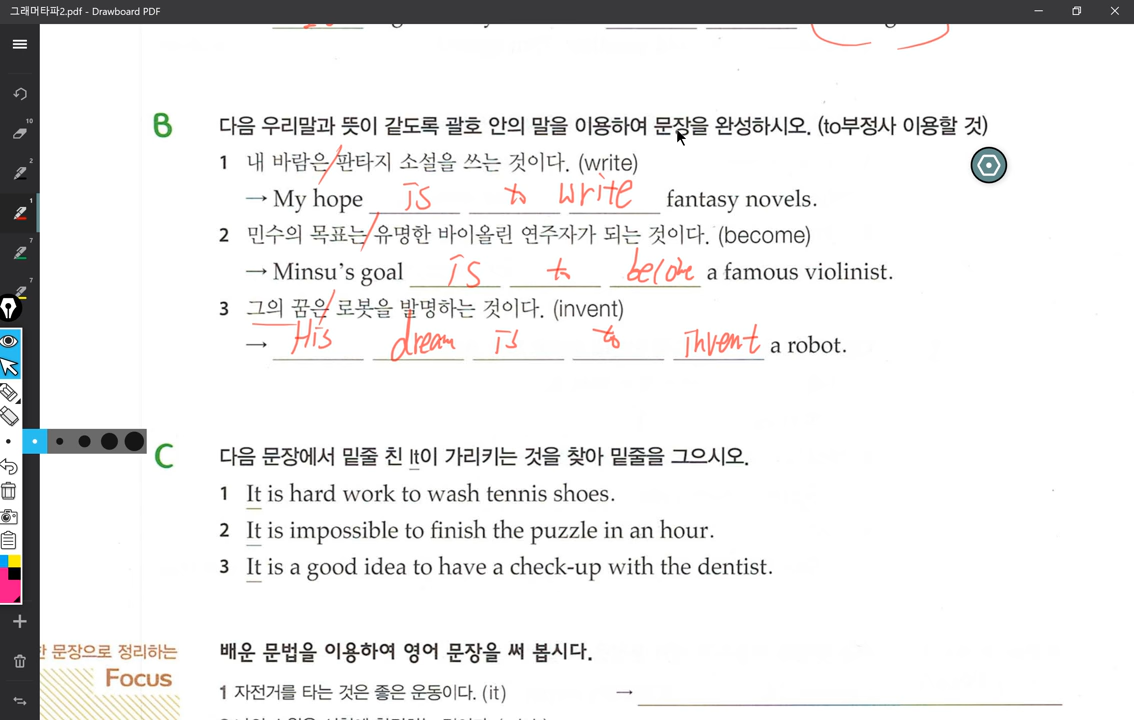 그래머타파2.pdf - Drawboard PDF
B 다음 우리말과 뜻이 같도록 괄호 안의 말을 이용하여 문장을 완성하시오. (to부정사 이용할 것)
1 내 바람은 판타지 소설을 쓰는 것이다. (write)
→ My hope is to write fantasy novels.
2 민수의 목표는 유명한 바이올린 연주자가 되는 것이다. (become)
→ Minsu's goal is to a famous violinist.
3 그의 꿈은 로봇을 발명하는 것이다. (invent)
→ His dream is to invent a robot.
C 다음 문장에서 밑줄 친 It이 가리키는 것을 찾아 밑줄을 그으시오.
1 It is hard work to wash tennis shoes.
2 It is impossible to finish the puzzle in an hour.
3 It is a good idea to have a check-up with the dentist.
문장으로 정리하는
Focus
배운 문법을 이용하여 영어 문장을 써 봅시다.
1 자전거를 타는 것은 좋은 운동이다. (it) →
10
2
1
7
7